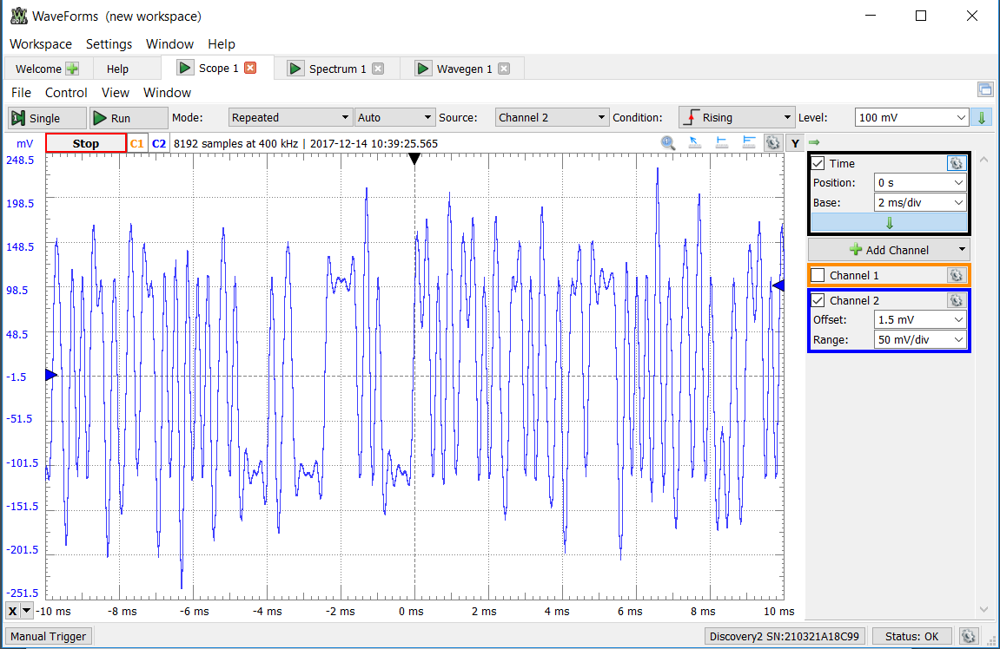 WaveForms (new workspace)
Workspace Settings Window Help
Welcome Help Scope 1 Spectrum 1 Wavegen 1
File Control View Window
Single Run Mode: Repeated Auto Source: Channel 2 Condition: Rising Level: 100 mV
mV Stop C1 C2 8192 samples at 400 kHz | 2017-12-14 10:39:25.565 Y
248.5
198.5
148.5
98.5
48.5
-1.5
-51.5
-101.5
-151.5
-201.5
-251.5
X -10 ms -8 ms -6 ms -4 ms -2 ms 0 ms 2 ms 4 ms 6 ms 8 ms 10 ms
Time
Position: 0 s
Base: 2 ms/div
Add Channel
Channel 1
Channel 2
Offset: 1.5 mV
Range: 50 mV/div
Manual Trigger Discovery2 SN:210321A18C99 Status: OK